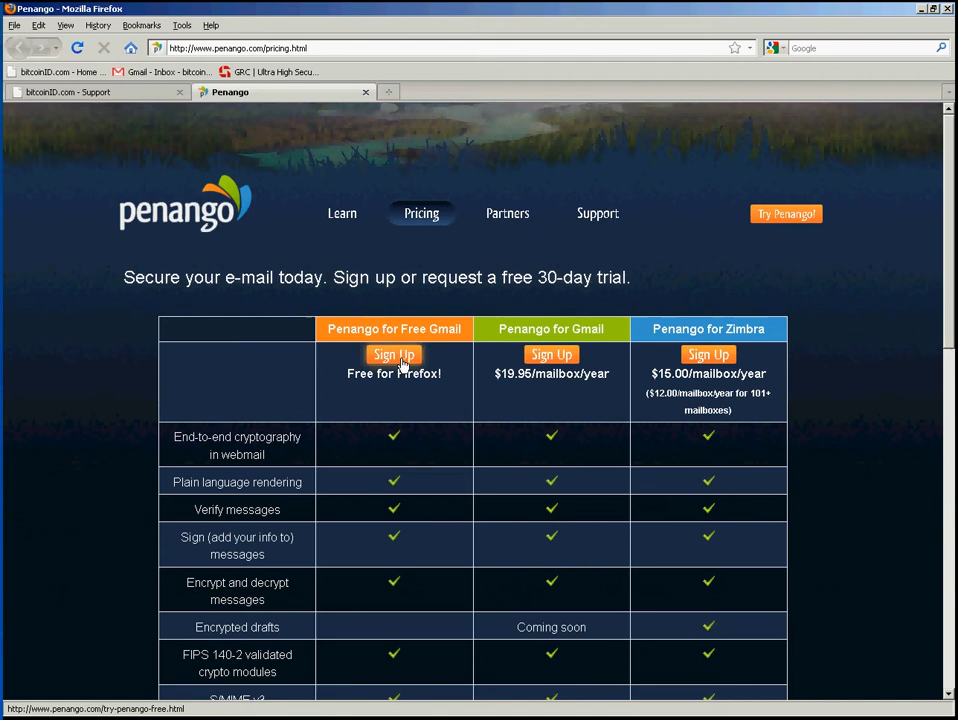 Penango - Mozilla Firefox
File Edit View History Bookmarks Tools Help
http://www.penango.com/pricing.html
Google
bitcoinID.com - Home ... Gmail - Inbox - bitcoin... GRC | Ultra High Secu...
bitcoinID.com - Support
Penango
penango
Learn Pricing Partners Support Try Penango!
Secure your e-mail today. Sign up or request a free 30-day trial.
Penango for Free Gmail Penango for Gmail Penango for Zimbra
Sign Up Sign Up Sign Up
Free for Firefox! $19.95/mailbox/year $15.00/mailbox/year
($12.00/mailbox/year for 101+
mailboxes)
End-to-end cryptography
in webmail
Plain language rendering
Verify messages
Sign (add your info to)
messages
Encrypt and decrypt
messages
Encrypted drafts Coming soon
FIPS 140-2 validated
crypto modules
S/MIME v3
http://www.penango.com/try-penango-free.html